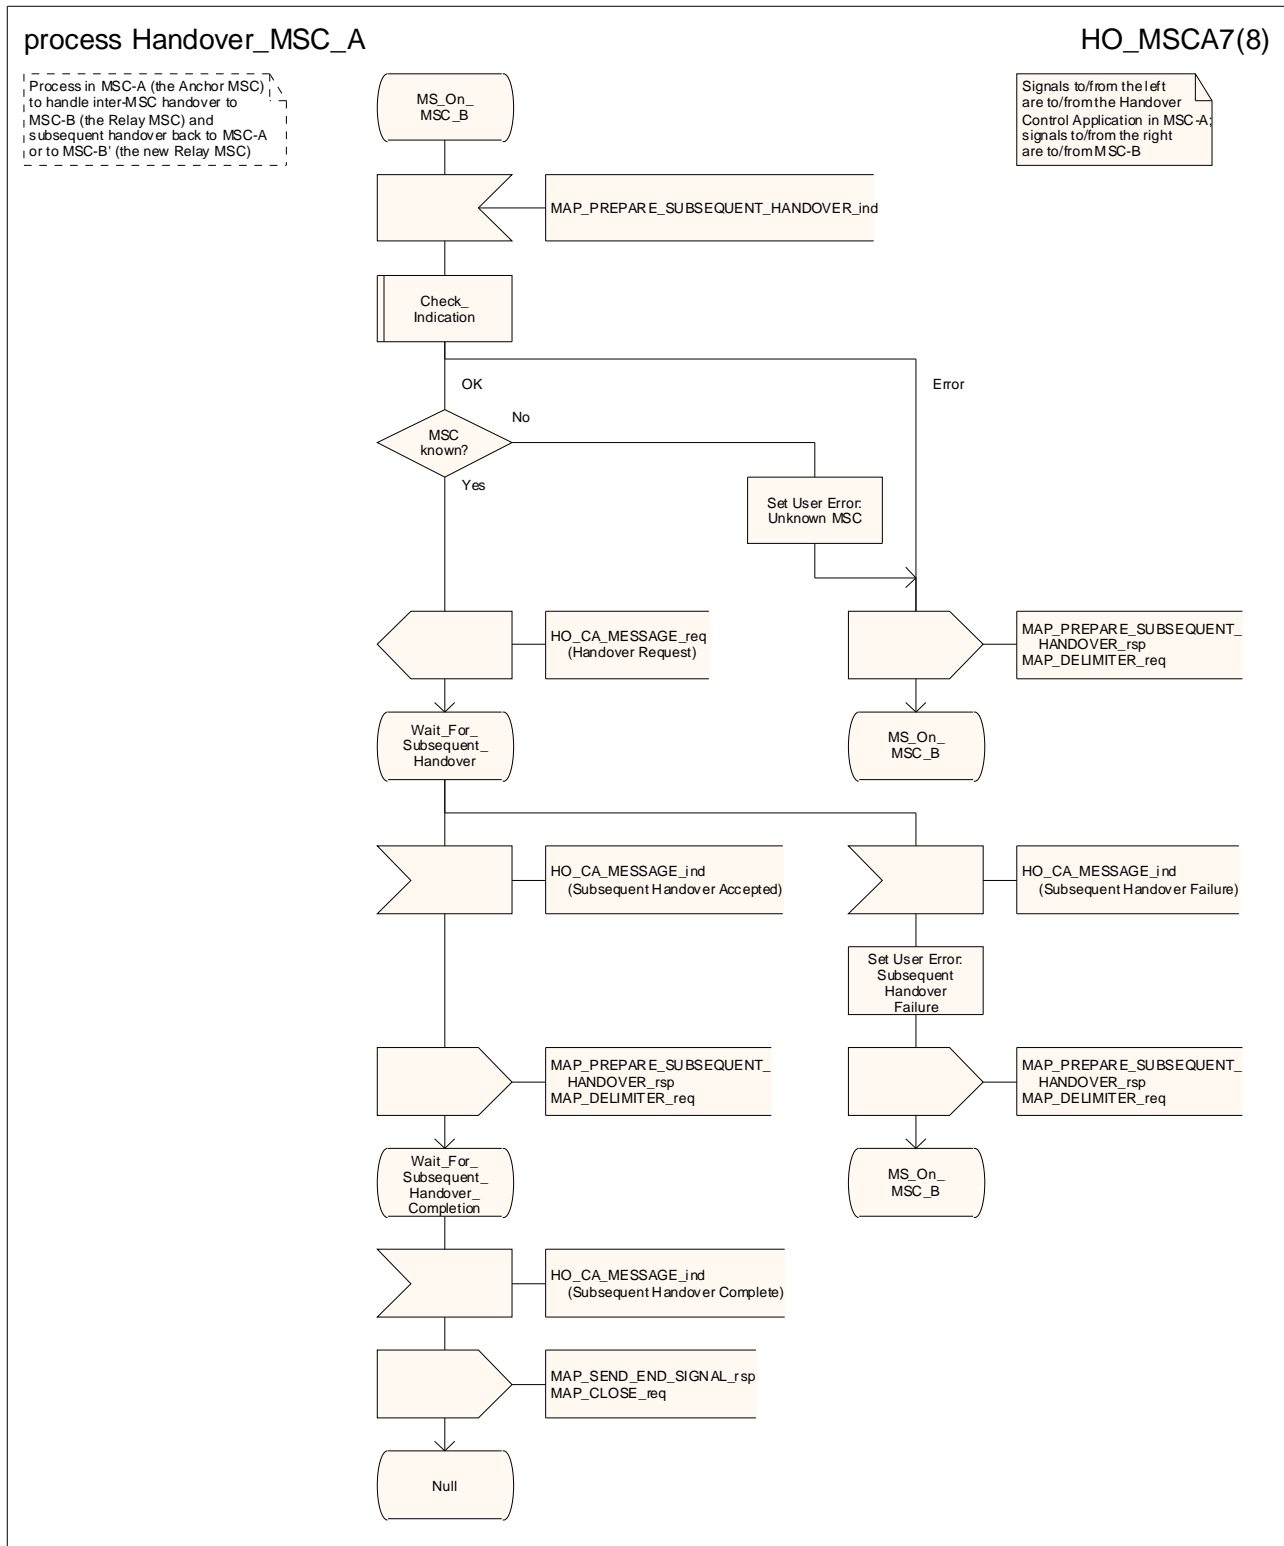 process Handover_MSC_A
HO_MSCA7(8)
Process in MSC-A (the Anchor MSC)
to handle inter-MSC handover to
MSC-B (the Relay MSC) and
subsequent handover back to MSC-A
or to MSC-B' (the new Relay MSC)
MS_On_
MSC_B
Signals to/from the left
are to/from the Handover
Control Application in MSC-A;
signals to/from the right
are to/from MSC-B
MAP_PREPARE_SUBSEQUENT_HANDOVER_ind
Check_
Indication
OK
Error
MSC
known?
No
Yes
Set User Error:
Unknown MSC
HO_CA_MESSAGE_req
(Handover Request)
MAP_PREPARE_SUBSEQUENT_
HANDOVER_rsp
MAP_DELIMITER_req
Wait_For_
Subsequent_
Handover
MS_On_
MSC_B
HO_CA_MESSAGE_ind
(Subsequent Handover Accepted)
HO_CA_MESSAGE_ind
(Subsequent Handover Failure)
Set User Error:
Subsequent
Handover
Failure
MAP_PREPARE_SUBSEQUENT_
HANDOVER_rsp
MAP_DELIMITER_req
MAP_PREPARE_SUBSEQUENT_
HANDOVER_rsp
MAP_DELIMITER_req
Wait_For_
Subsequent_
Handover_
Completion
MS_On_
MSC_B
HO_CA_MESSAGE_ind
(Subsequent Handover Complete)
MAP_SEND_END_SIGNAL_rsp
MAP_CLOSE_req
Null